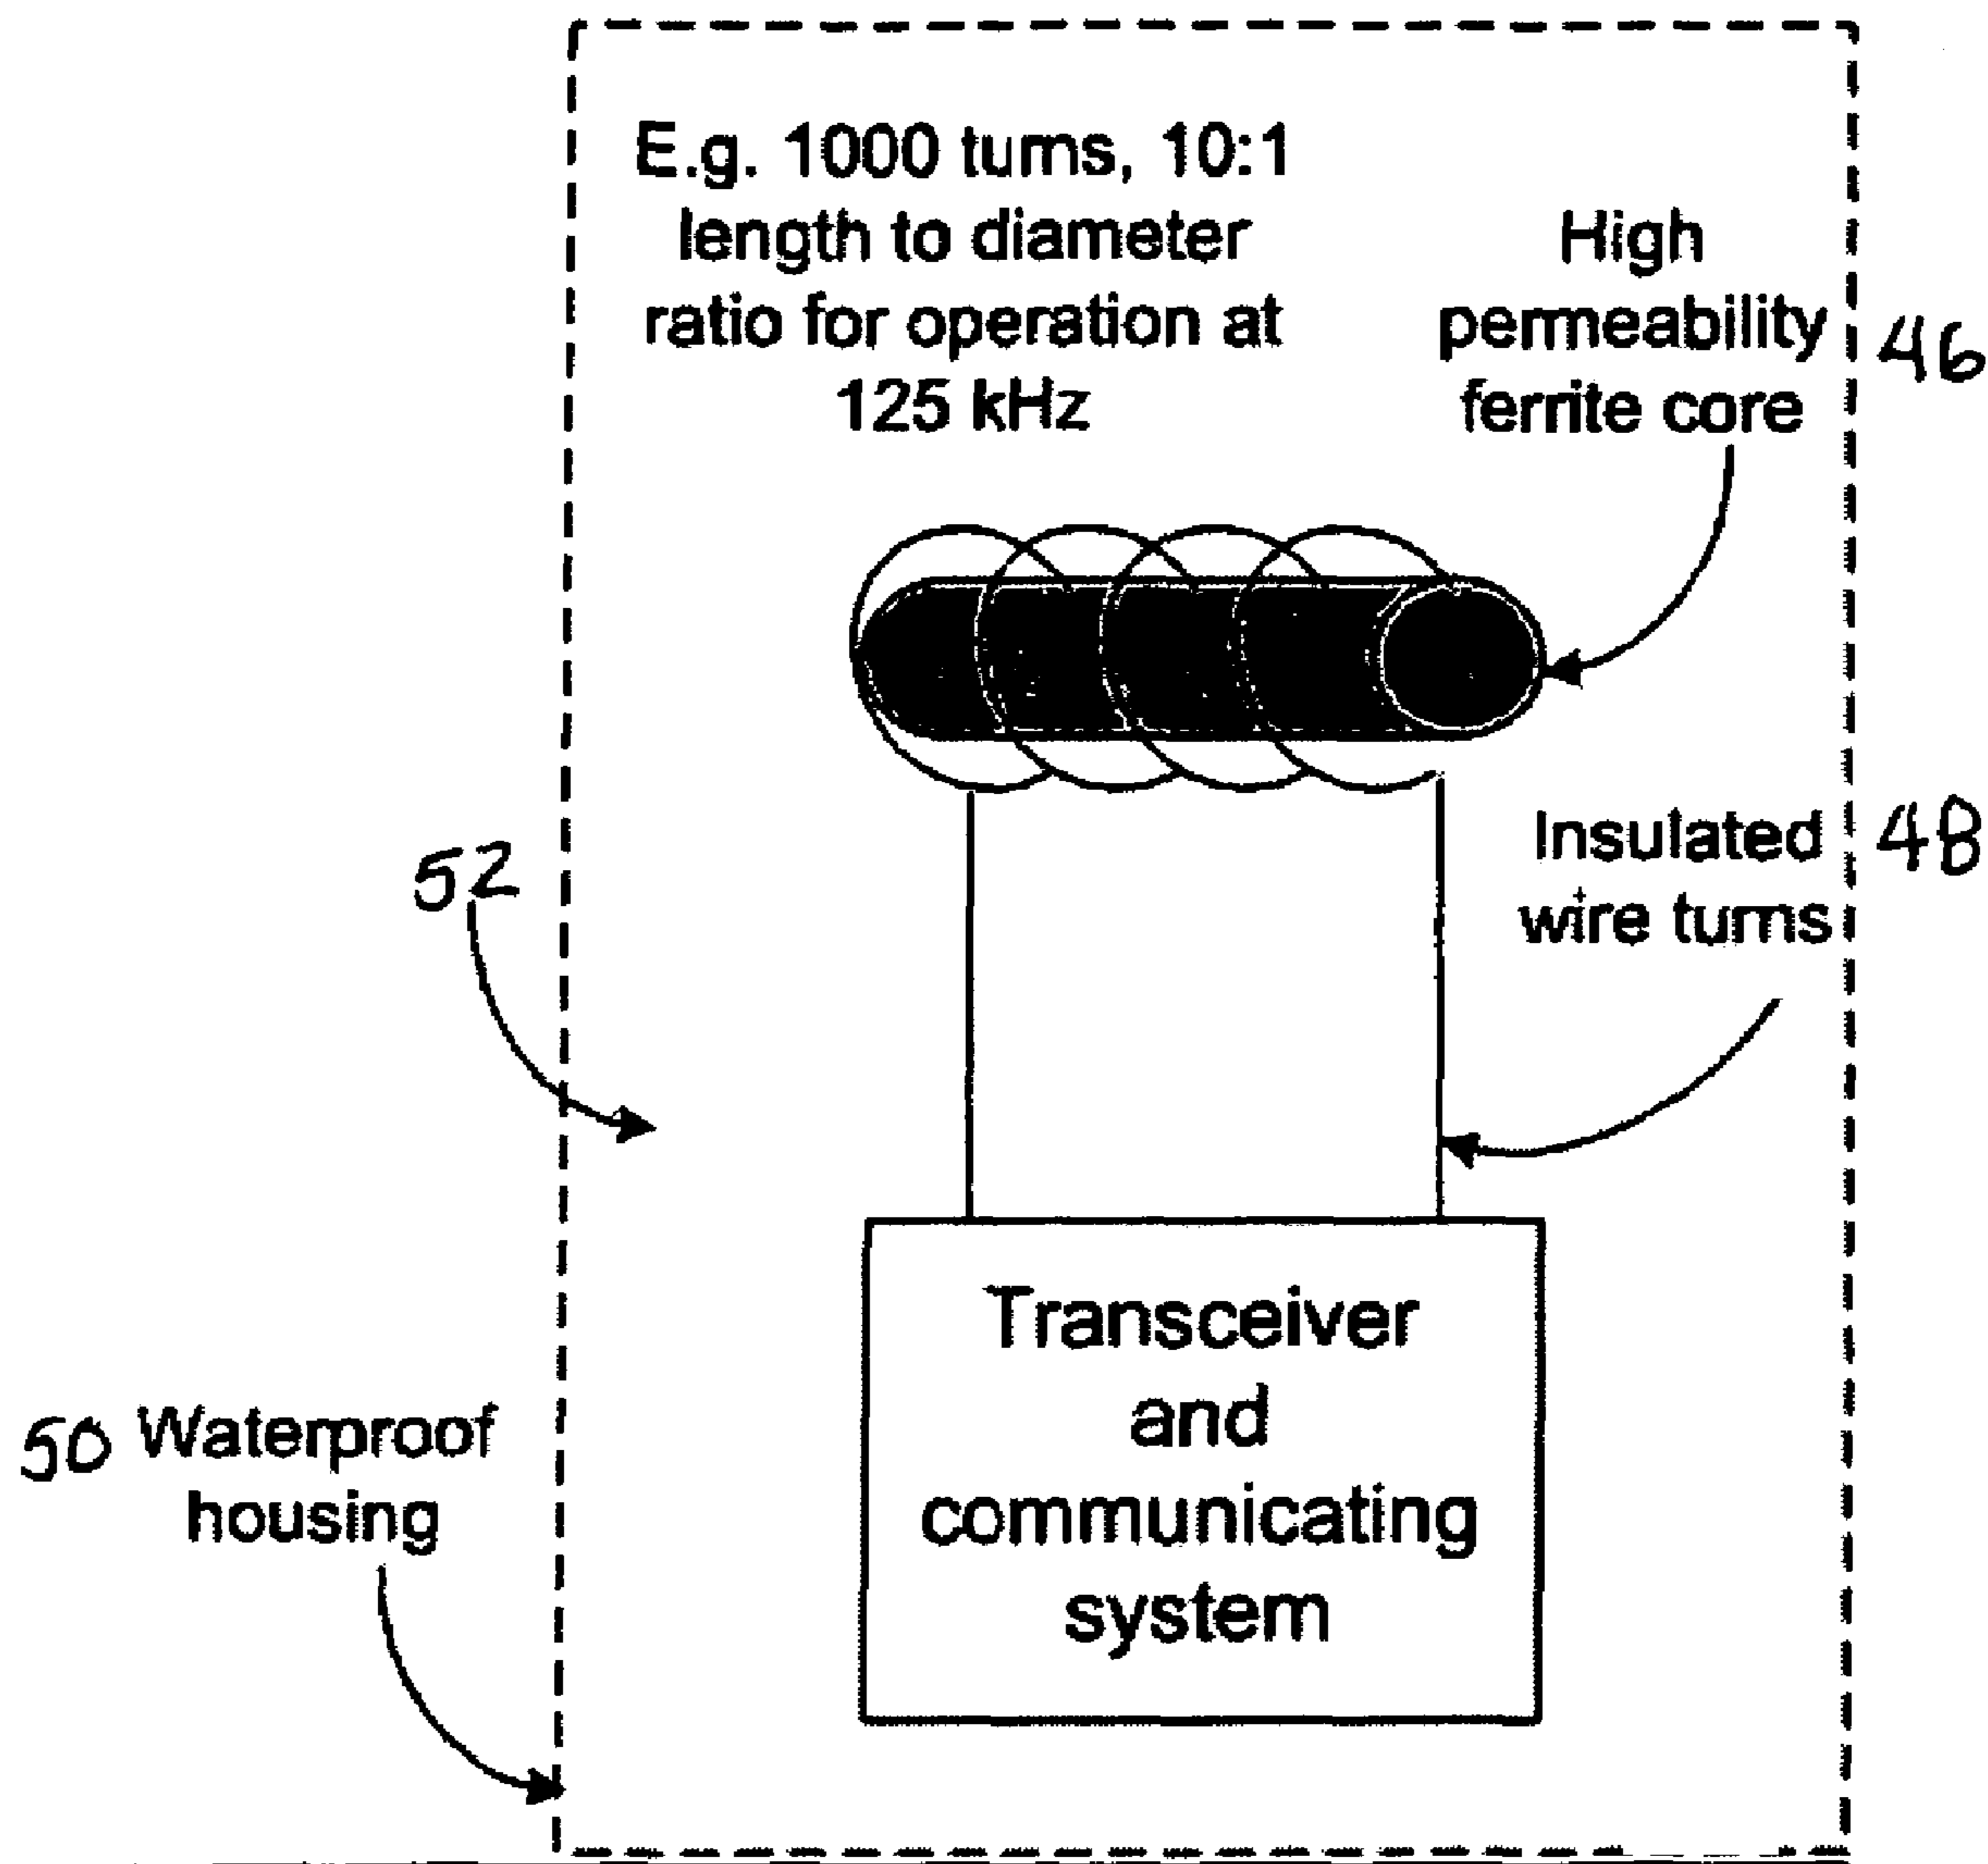 E.g. 1000 turns, 10:1
length to diameter
ratio for operation at
125 kHz
High
permeability
ferrite core
46
52
Insulated
wire turns
48
Transceiver
and
communicating
system
50 Waterproof
housing